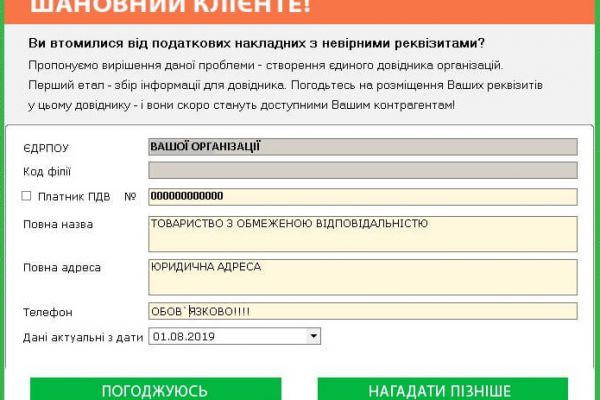 ШАНОВНИЙ КЛІЄНТЕ!
Ви втомилися від податкових накладних з невірними реквізитами?
Пропонуємо вирішення даної проблеми - створення єдиного довідника організацій.
Перший етап - збір інформації для довідника. Погодьтесь на розміщення Ваших реквізитів
у цьому довіднику - і вони скоро стануть доступними Вашим контрагентам!
ЄДРПОУ ВАШОЇ ОРГАНІЗАЦІЇ
Код філії
Платник ПДВ № 000000000000
Повна назва ТОВАРИСТВО З ОБМЕЖЕНОЮ ВІДПОВІДАЛЬНІСТЮ
Повна адреса ЮРИДИЧНА АДРЕСА
Телефон ОБОВ`ЯЗКОВО!!!!
Дані актуальні з дати 01.08.2019
ПОГОДЖУЮСЬ НАГАДАТИ ПІЗНІШЕ